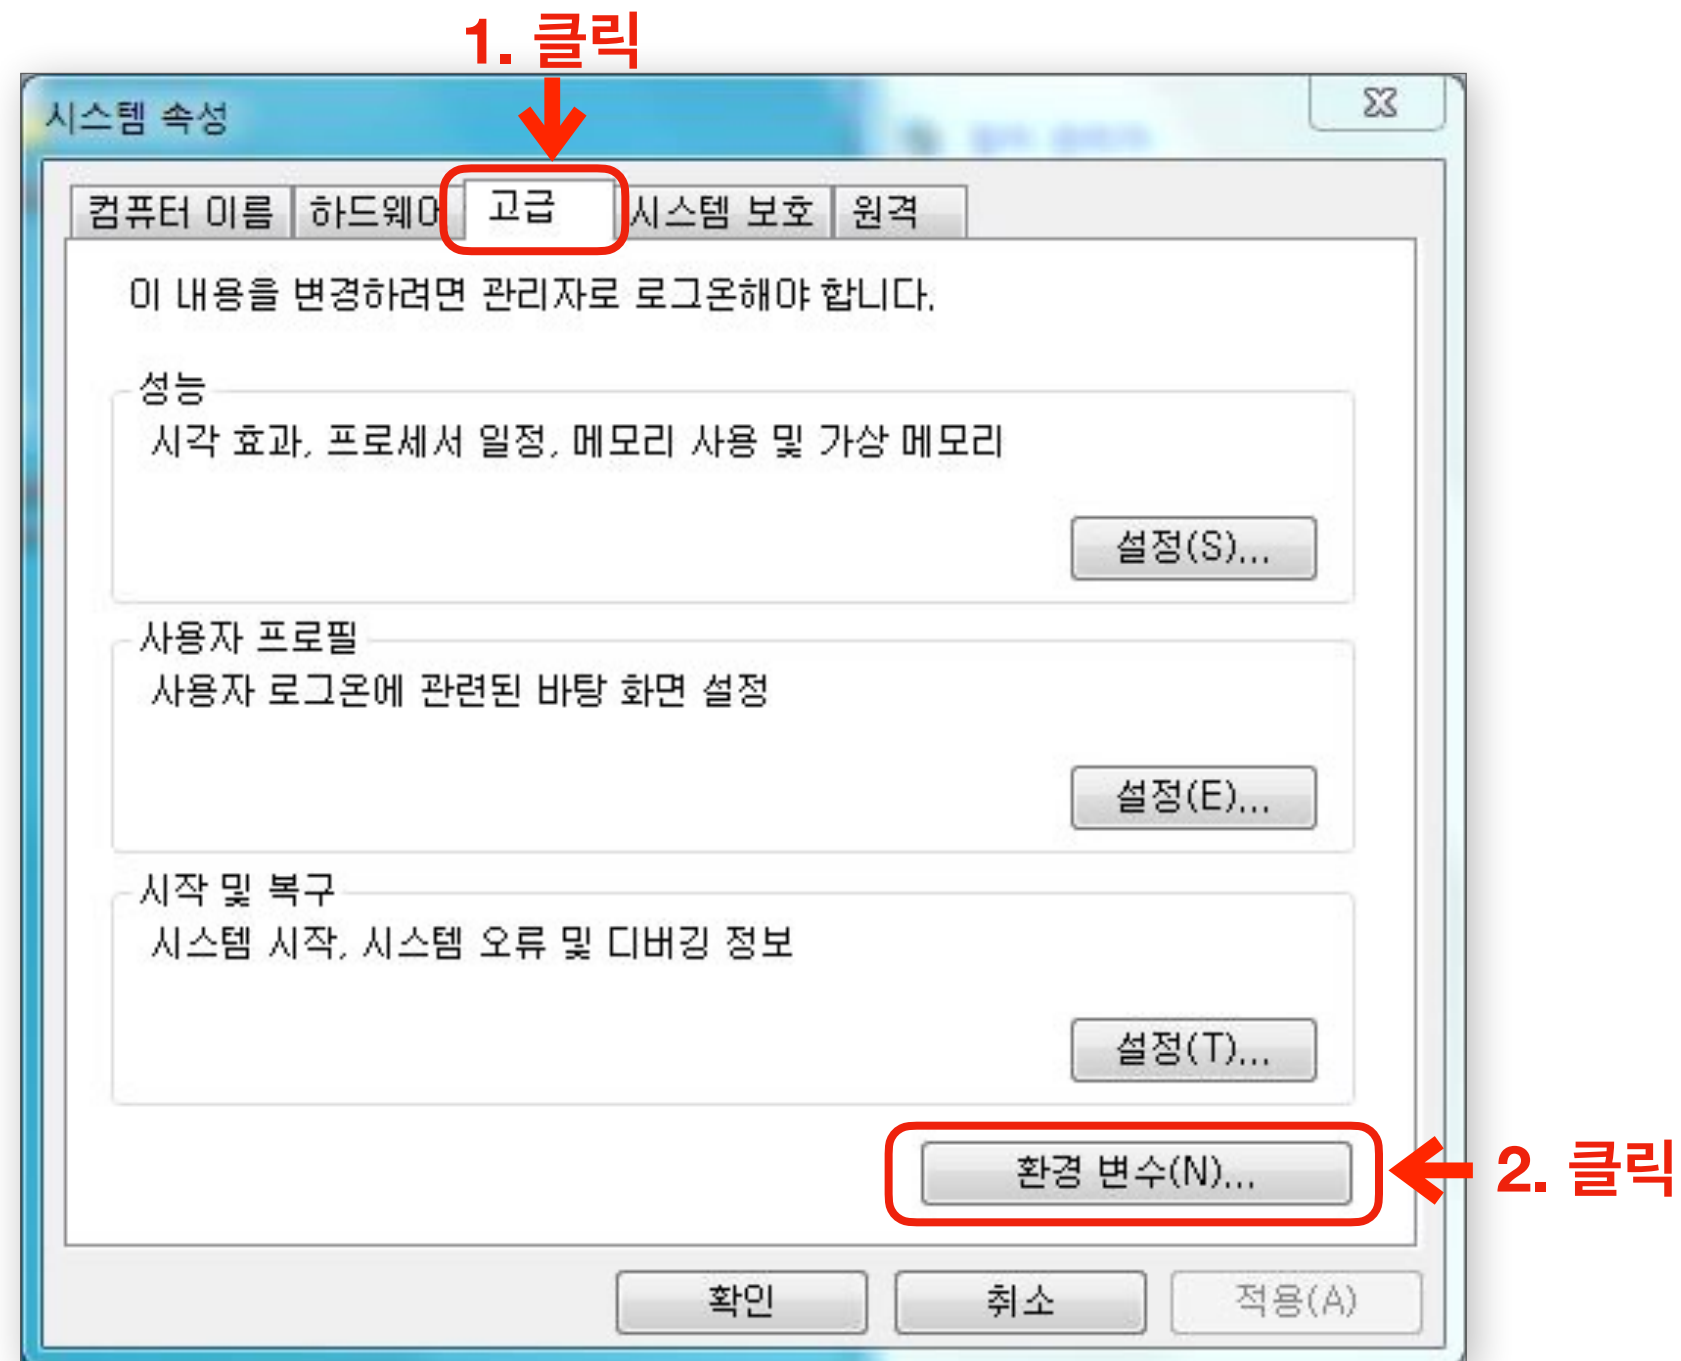 1. 클릭
시스템 속성
컴퓨터 이름 하드웨어 고급 시스템 보호 원격
이 내용을 변경하려면 관리자로 로그온해야 합니다.
성능
시각 효과, 프로세서 일정, 메모리 사용 및 가상 메모리
설정(S)...
사용자 프로필
사용자 로그온에 관련된 바탕 화면 설정
설정(E)...
시작 및 복구
시스템 시작, 시스템 오류 및 디버깅 정보
설정(T)...
환경 변수(N)...
2. 클릭
확인 취소 적용(A)